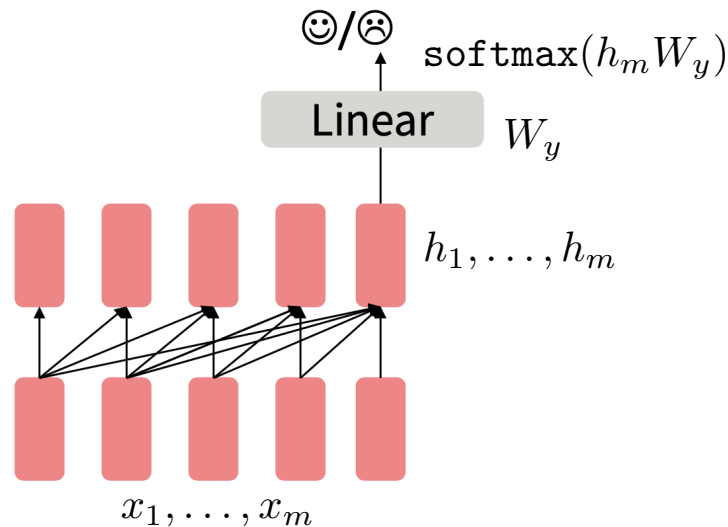 ☺/☹
softmax(h_m W_y)
Linear
W_y
h_1, . . . , h_m
x_1, . . . , x_m